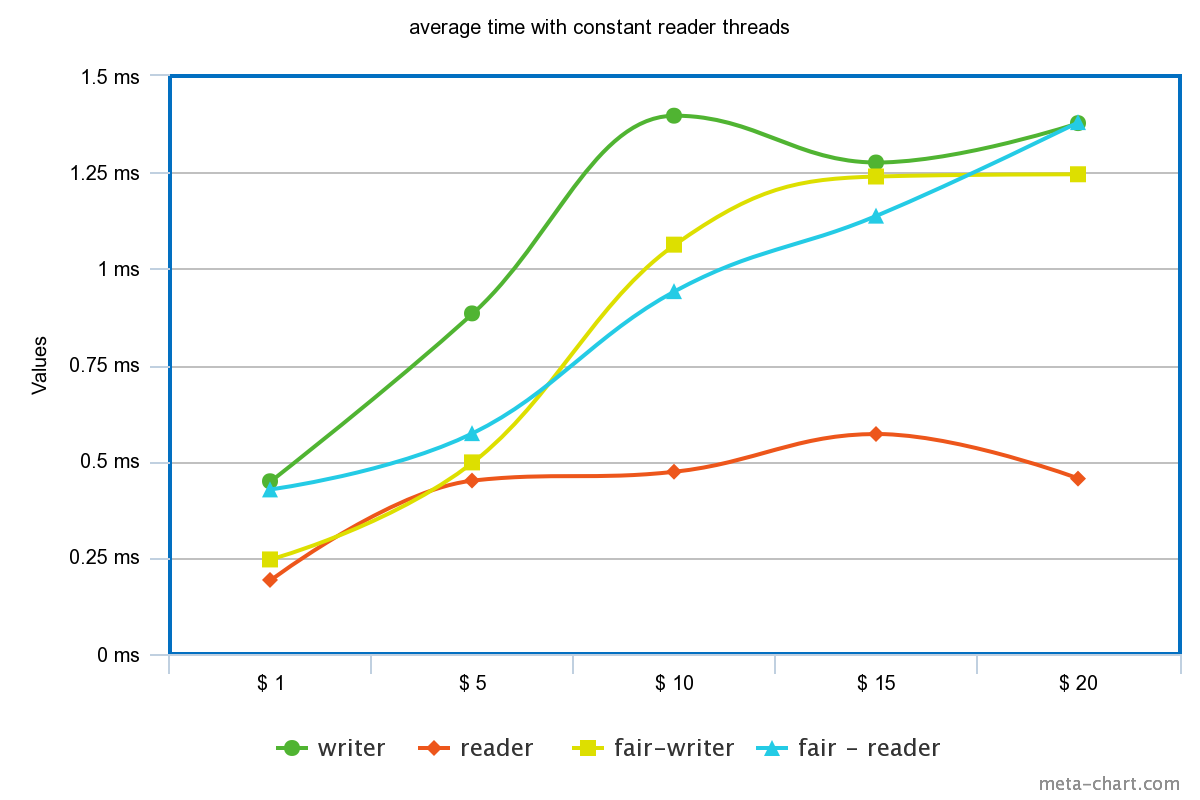 average time with constant reader threads
1.5 ms
1.25 ms
1 ms
0.75 ms
0.5 ms
0.25 ms
0 ms
Values
$ 1 $ 5 $ 10 $ 15 $ 20
writer reader fair-writer fair - reader
meta-chart.com